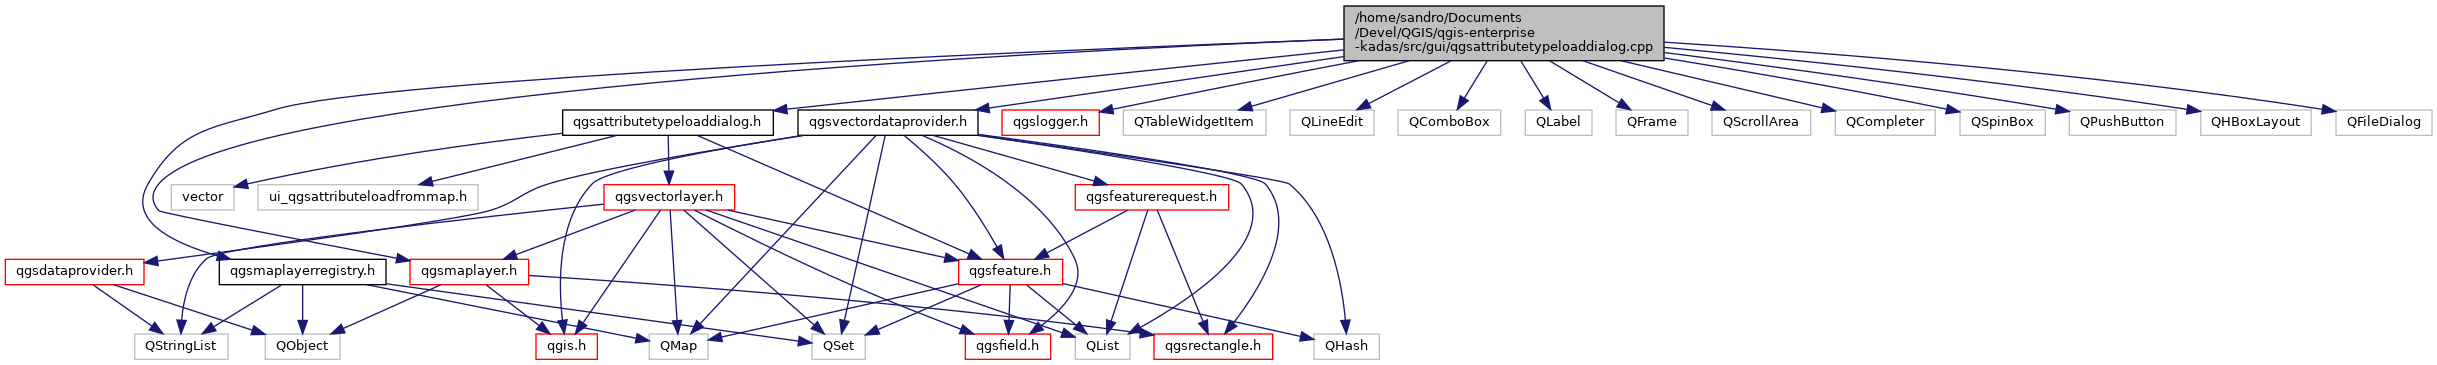 /home/sandro/Documents
/Devel/QGIS/qgis-enterprise
-kadas/src/gui/qgsattributetypeloaddialog.cpp
qgsattributetypeloaddialog.h
qgsvectordataprovider.h
qgslogger.h
QTableWidgetItem
QLineEdit
QComboBox
QLabel
QFrame
QScrollArea
QCompleter
QSpinBox
QPushButton
QHBoxLayout
QFileDialog
vector
ui_qgsattributeloadfrommap.h
qgsvectorlayer.h
qgsfeaturerequest.h
qgsdataprovider.h
qgsmaplayerregistry.h
qgsmaplayer.h
qgsfeature.h
QStringList
QObject
qgis.h
QMap
QSet
qgsfield.h
QList
qgsrectangle.h
QHash